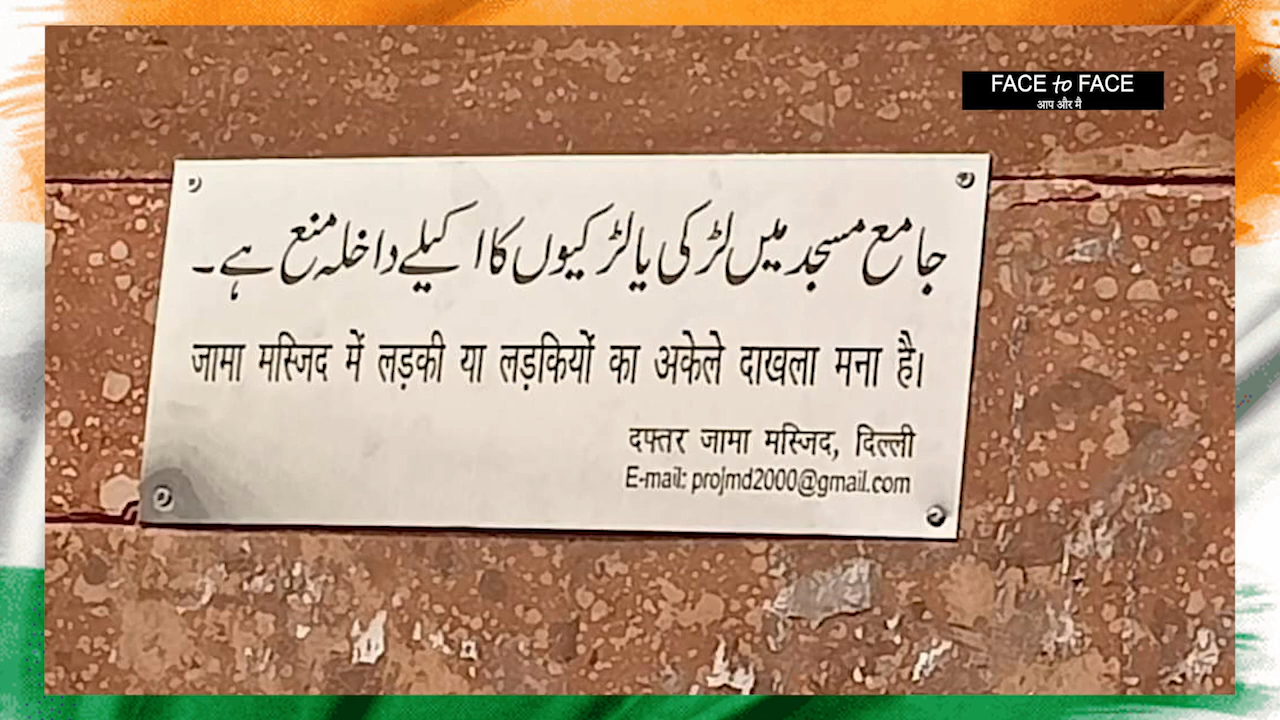 FACE to FACE
आप और मै
جامع مسجد میں لڑکی یا لڑکیوں کا اکیلے داخلہ منع ہے۔
जामा मस्जिद में लड़की या लड़कियों का अकेले दाखला मना है।
दफ्तर जामा मस्जिद, दिल्ली
E-mail: projmd2000@gmail.com